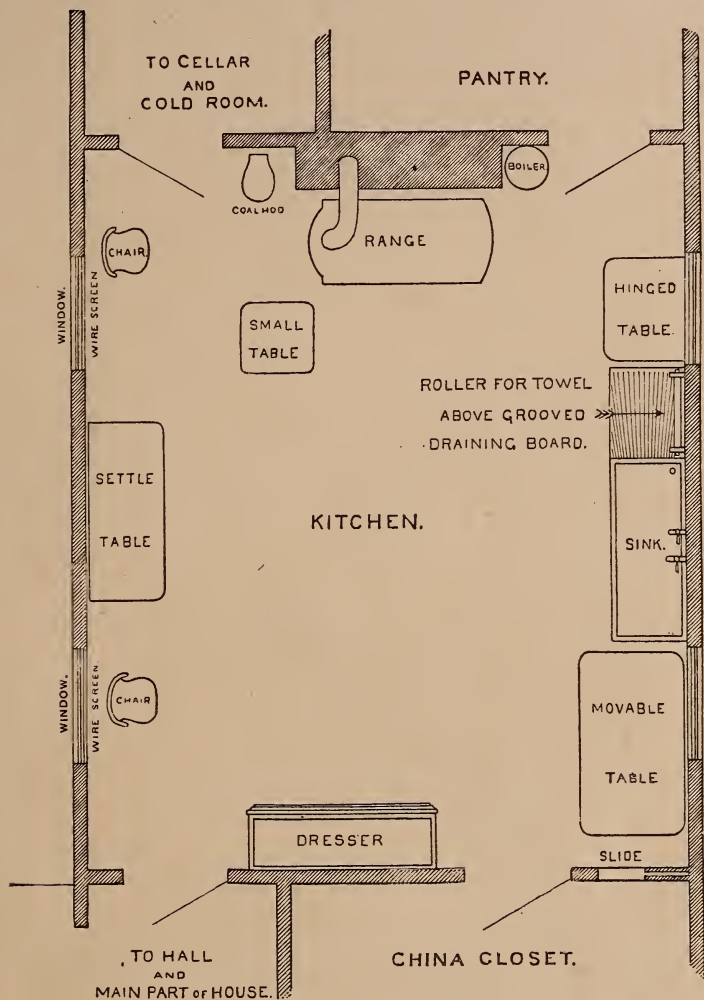 TO CELLAR
AND
COLD ROOM.
PANTRY.
COAL HOD
BOILER
RANGE
CHAIR.
WINDOW.
WIRE SCREEN
SMALL
TABLE
HINGED
TABLE.
ROLLER FOR TOWEL
ABOVE GROOVED
DRAINING BOARD.
SETTLE
TABLE
KITCHEN.
SINK.
WINDOW.
WIRE SCREEN
CHAIR
MOVABLE
TABLE
DRESSER
SLIDE
TO HALL
AND
MAIN PART OF HOUSE.
CHINA CLOSET.